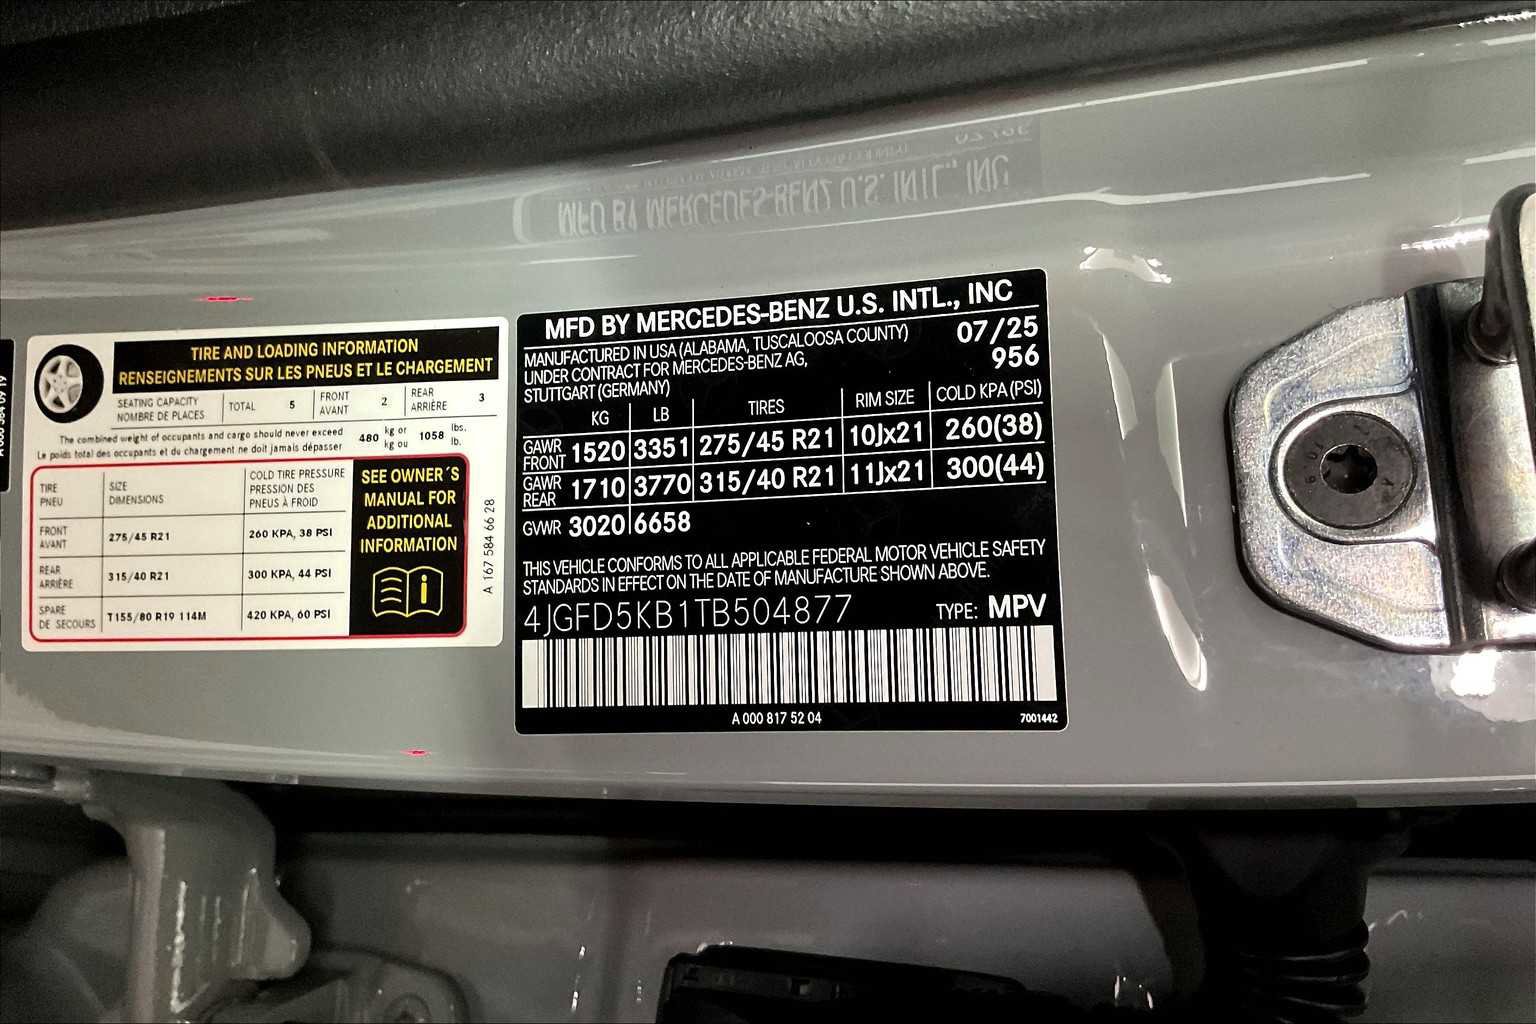 TIRE AND LOADING INFORMATION
RENSEIGNEMENTS SUR LES PNEUS ET LE CHARGEMENT
SEATING CAPACITY
NOMBRE DE PLACES
TOTAL 5
FRONT
AVANT
2
REAR
ARRIÈRE
3
The combined weight of occupants and cargo should never exceed
Le poids total des occupants et du chargement ne doit jamais dépasser
480
kg or
kg ou
1058
lbs.
lb.
TIRE
PNEU
SIZE
DIMENSIONS
COLD TIRE PRESSURE
PRESSION DES
PNEUS À FROID
FRONT
AVANT
275/45 R21
260 KPA, 38 PSI
REAR
ARRIÈRE
315/40 R21
300 KPA, 44 PSI
SPARE
DE SECOURS
T155/80 R19 114M
420 KPA, 60 PSI
SEE OWNER´S
MANUAL FOR
ADDITIONAL
INFORMATION
i
A 167 584 66 28
MFD BY MERCEDES-BENZ U.S. INTL., INC
MANUFACTURED IN USA (ALABAMA, TUSCALOOSA COUNTY)
UNDER CONTRACT FOR MERCEDES-BENZ AG,
STUTTGART (GERMANY)
07/25
956
KG LB TIRES RIM SIZE COLD KPA (PSI)
GAWR
FRONT
1520 3351 275/45 R21 10Jx21 260(38)
GAWR
REAR
1710 3770 315/40 R21 11Jx21 300(44)
GVWR 3020 6658
THIS VEHICLE CONFORMS TO ALL APPLICABLE FEDERAL MOTOR VEHICLE SAFETY
STANDARDS IN EFFECT ON THE DATE OF MANUFACTURE SHOWN ABOVE.
4JGFD5KB1TB504877 TYPE: MPV
A 000 817 52 04
7001442